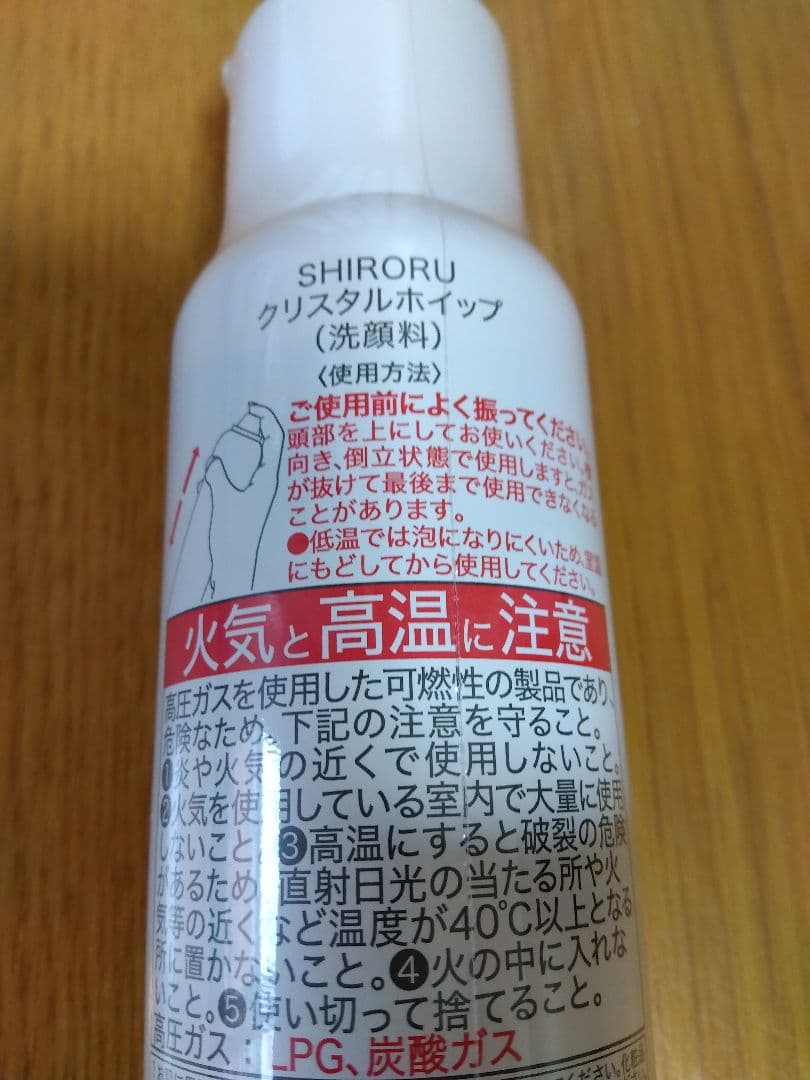 SHIRORU
クリスタルホイップ
(洗顔料)
〈使用方法〉
ご使用前によく振ってください。
頭部を上にしてお使いください。
向き、倒立状態で使用しますと、ガス
が抜けて最後まで使用できなくなる
ことがあります。
●低温では泡になりにくいため、室温
にもどしてから使用してください。
火気と高温に注意
高圧ガスを使用した可燃性の製品であり、
危険なため、下記の注意を守ること。
❶炎や火気の近くで使用しないこと。
❷火気を使用している室内で大量に使用
しないこと。❸高温にすると破裂の危険
があるため、直射日光の当たる所や火
気等の近くなど温度が40℃以上となる
所に置かないこと。❹火の中に入れな
いこと。❺使い切って捨てること。
高圧ガス:LPG、炭酸ガス
ください。化粧品